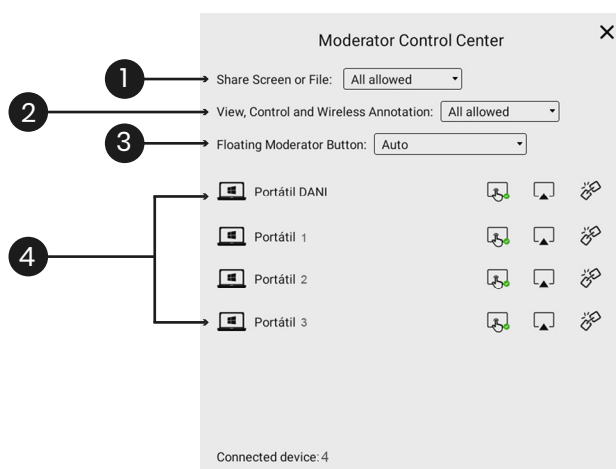 Moderator Control Center
1 Share Screen or File: All allowed
2 View, Control and Wireless Annotation: All allowed
3 Floating Moderator Button: Auto
Portátil DANI
Portátil 1
4
Portátil 2
Portátil 3
Connected device: 4